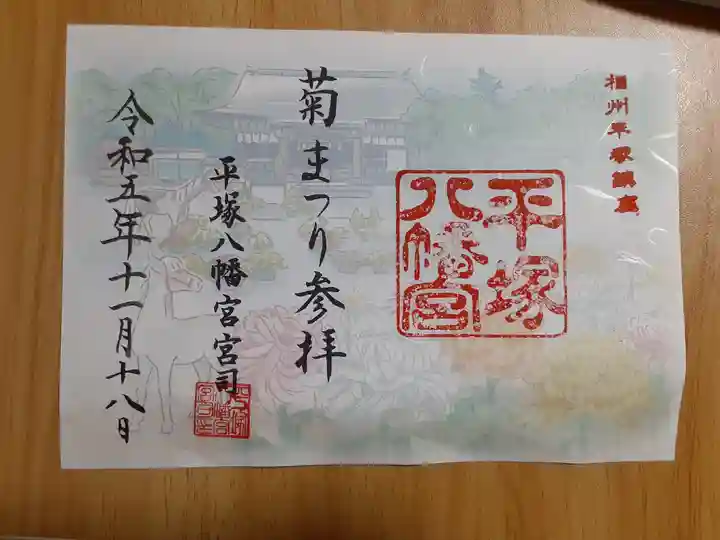 相州平塚鎮座
平塚
八幡宮
菊まつり参拝
平塚八幡宮宮司
令和五年十一月十八日